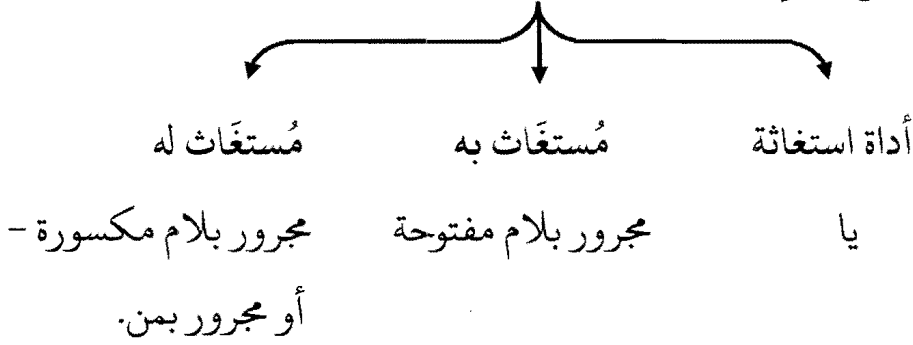 أداة استغاثة مُستغَاث به مُستغَاث له
يا مجرور بلام مفتوحة مجرور بلام مكسورة –
أو مجرور بمن.